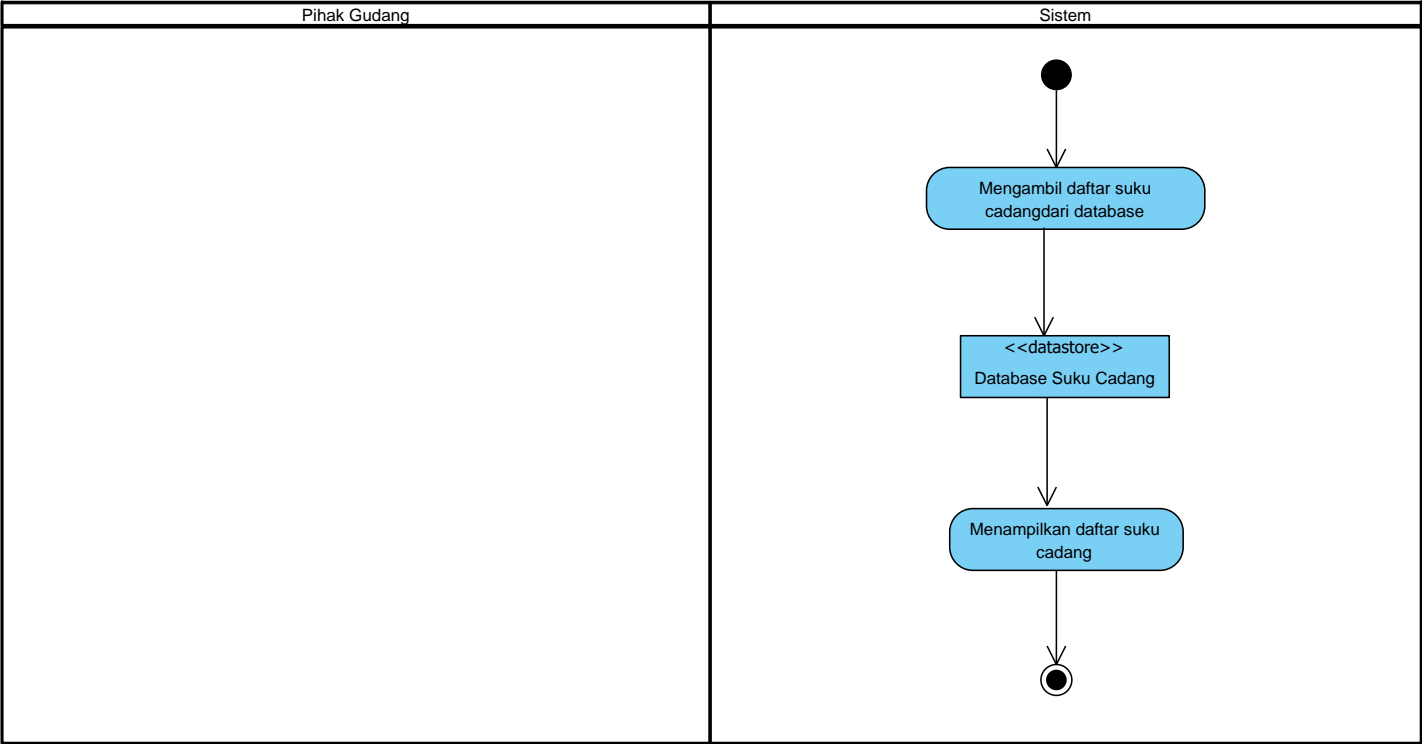 Pihak Gudang
Sistem
Mengambil daftar suku
cadangdari database
<<datastore>>
Database Suku Cadang
Menampilkan daftar suku
cadang